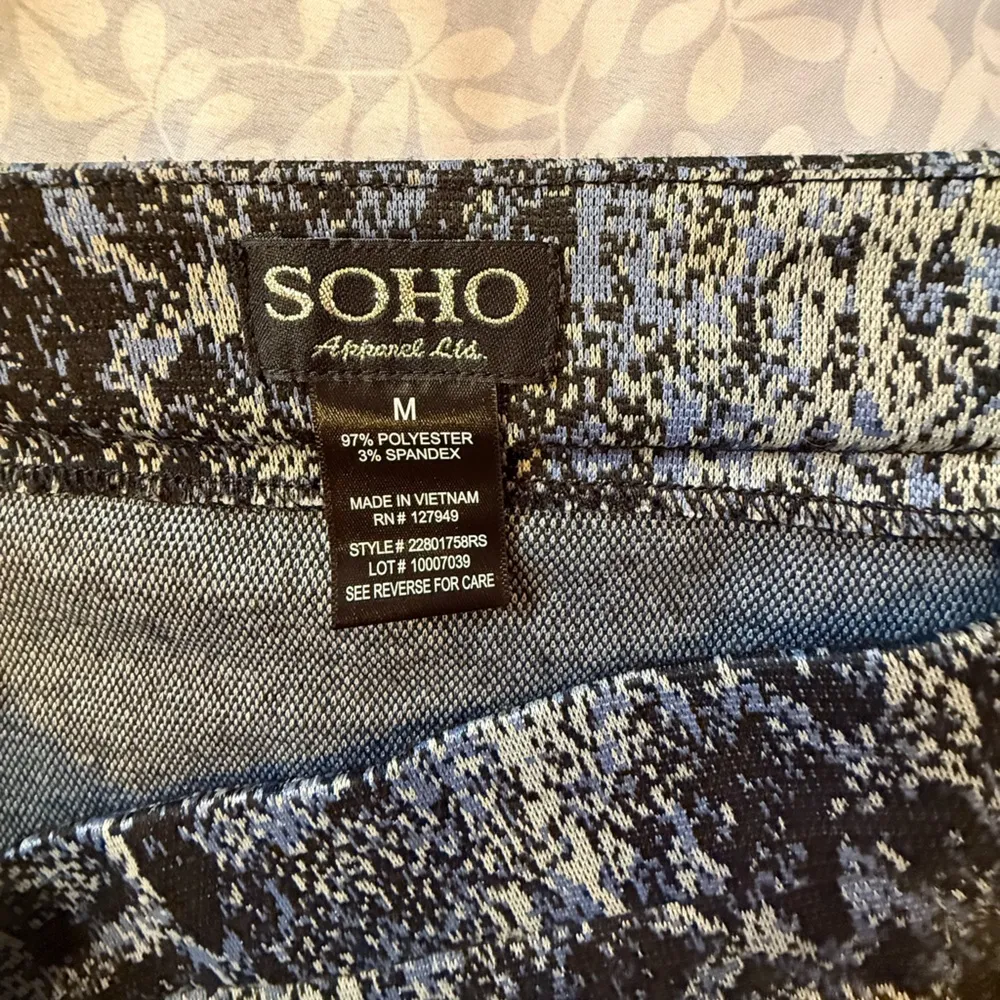 SOHO
Apparel Ltd.
M
97% POLYESTER
3% SPANDEX
MADE IN VIETNAM
RN # 127949
STYLE # 22801758RS
LOT # 10007039
SEE REVERSE FOR CARE